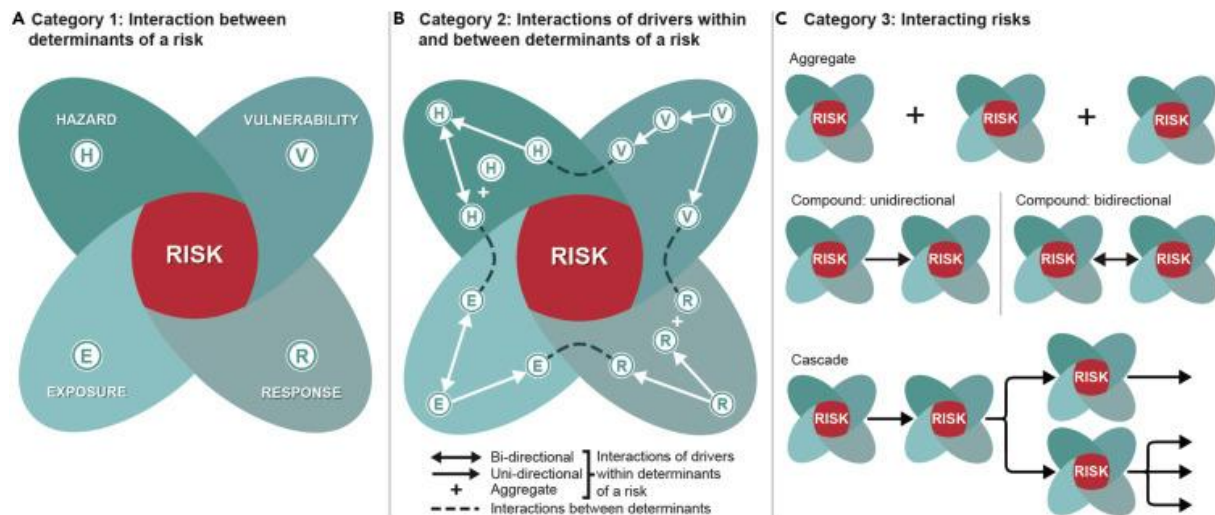 A Category 1: Interaction between
determinants of a risk
HAZARD
H
VULNERABILITY
V
RISK
E
EXPOSURE
R
RESPONSE
B Category 2: Interactions of drivers within
and between determinants of a risk
H
H
H
H
V
V
V
V
RISK
E
E
E
R
R
R
R
+
+
Bi-directional
Uni-directional
+ Aggregate
Interactions of drivers
within determinants
of a risk
Interactions between determinants
C Category 3: Interacting risks
Aggregate
RISK + RISK + RISK
Compound: unidirectional
RISK RISK
Compound: bidirectional
RISK RISK
Cascade
RISK RISK
RISK
RISK